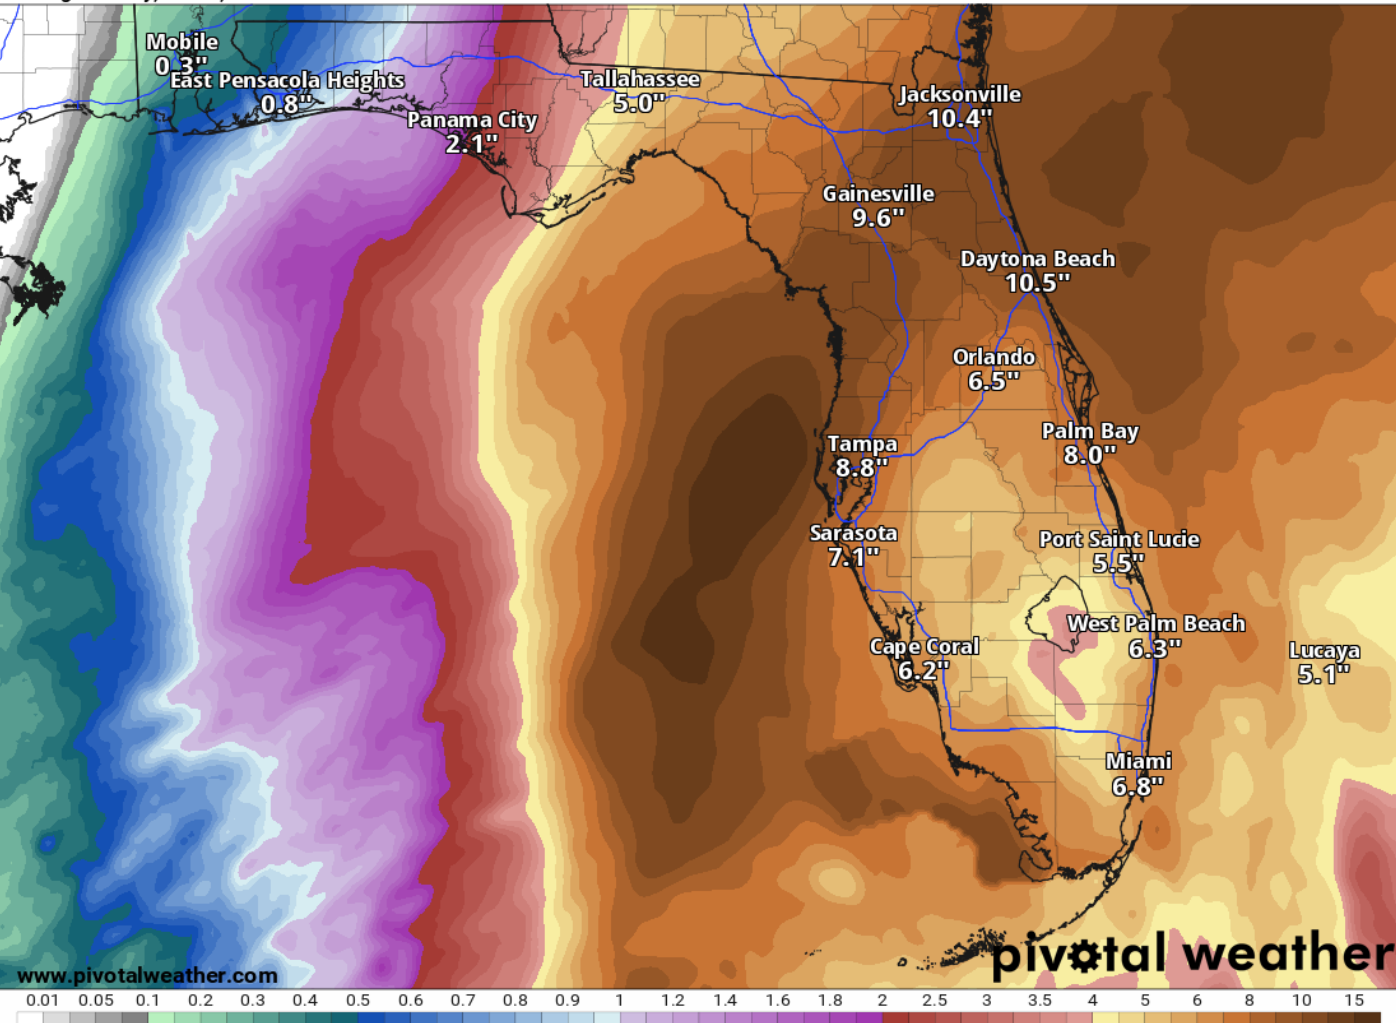 Mobile
0.3"
East Pensacola Heights
0.8"
Tallahassee
5.0"
Panama City
2.1"
Jacksonville
10.4"
Gainesville
9.6"
Daytona Beach
10.5"
Orlando
6.5"
Tampa
8.8"
Palm Bay
8.0"
Sarasota
7.1"
Port Saint Lucie
5.5"
West Palm Beach
6.3"
Cape Coral
6.2"
Lucaya
5.1"
Miami
6.8"
pivotal weather
www.pivotalweather.com
0.01 0.05 0.1 0.2 0.3 0.4 0.5 0.6 0.7 0.8 0.9 1 1.2 1.4 1.6 1.8 2 2.5 3 3.5 4 5 6 8 10 15